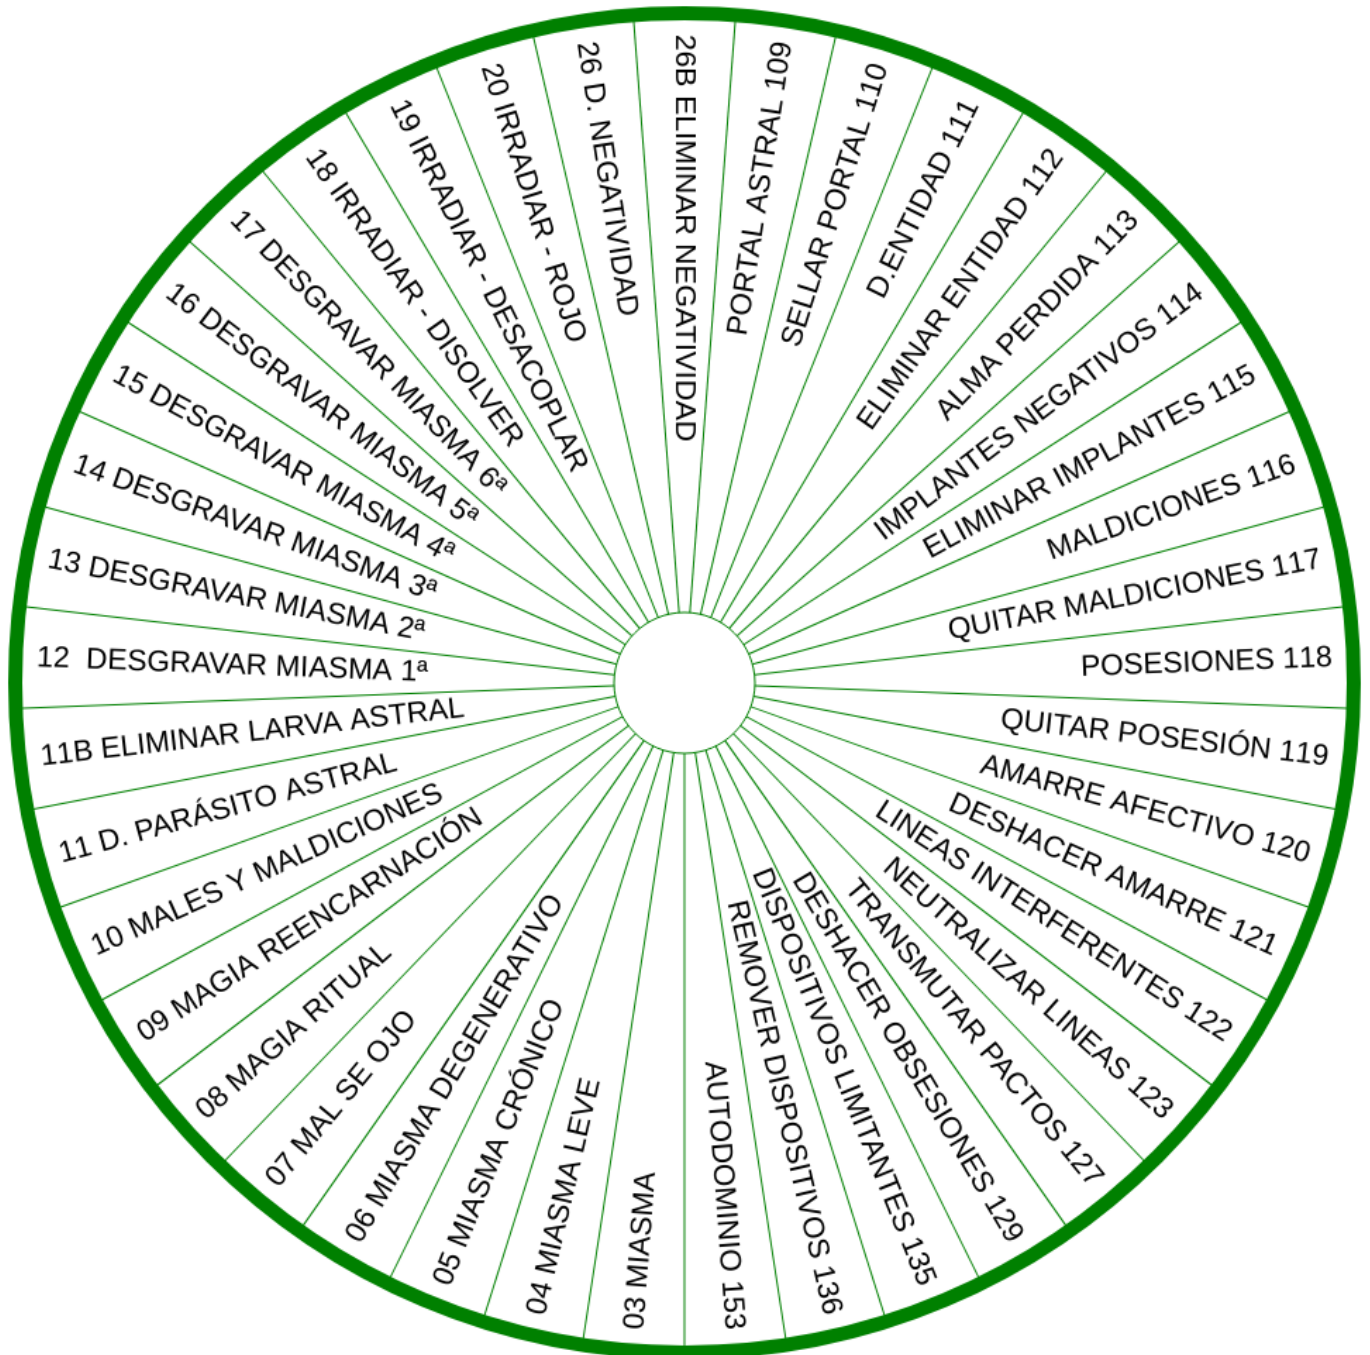 03 MIASMA
04 MIASMA LEVE
05 MIASMA CRÓNICO
06 MIASMA DEGENERATIVO
07 MAL SE OJO
08 MAGIA RITUAL
09 MAGIA REENCARNACIÓN
10 MALES Y MALDICIONES
11 D. PARÁSITO ASTRAL
11B ELIMINAR LARVA ASTRAL
12 DESGRAVAR MIASMA 1ª
13 DESGRAVAR MIASMA 2ª
14 DESGRAVAR MIASMA 3ª
15 DESGRAVAR MIASMA 4ª
16 DESGRAVAR MIASMA 5ª
17 DESGRAVAR MIASMA 6ª
18 IRRADIAR - DISOLVER
19 IRRADIAR - DESACOPLAR
20 IRRADIAR - ROJO
26 D. NEGATIVIDAD
26B ELIMINAR NEGATIVIDAD
PORTAL ASTRAL 109
SELLAR PORTAL 110
D.ENTIDAD 111
ELIMINAR ENTIDAD 112
ALMA PERDIDA 113
IMPLANTES NEGATIVOS 114
ELIMINAR IMPLANTES 115
MALDICIONES 116
QUITAR MALDICIONES 117
POSESIONES 118
QUITAR POSESIÓN 119
AMARRE AFECTIVO 120
DESHACER AMARRE 121
LINEAS INTERFERENTES 122
NEUTRALIZAR LINEAS 123
TRANSMUTAR PACTOS 127
DESHACER OBSESIONES 129
DISPOSITIVOS LIMITANTES 135
REMOVER DISPOSITIVOS 136
AUTODOMINIO 153